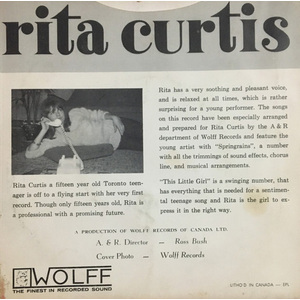 rita curtis
Rita Curtis a fifteen year old Toronto teen-
ager is off to a flying start with her very first
record. Though only fifteen years old, Rita is
a professional with a promising future.
Rita has a very soothing and pleasant voice,
and is relaxed at all times, which is rather
surprising for a young performer. The songs
on this record have been especially arranged
and prepared for Rita Curtis by the A & R
department of Wolff Records and feature the
young artist with "Springrains", a number
with all the trimmings of sound effects, chorus
line, and musical arrangements.
"This Little Girl" is a swinging number, that
has everything that is needed for a sentimental
teenage song and Rita is the girl to ex-
press it in the right way.
A PRODUCTION OF WOLFF RECORDS OF CANADA LTD.
A. & R. Director — Ross Bush
Cover Photo — Wolff Records
WOLFF
THE FINEST IN RECORDED SOUND
LITHO'D IN CANADA —